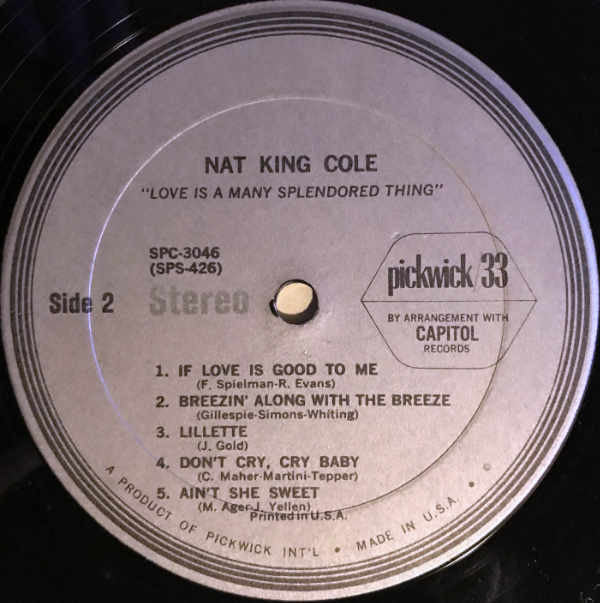 NAT KING COLE
"LOVE IS A MANY SPLENDORED THING"
SPC-3046
(SPS-426)
Side 2 Stereo
pickwick/33
BY ARRANGEMENT WITH
CAPITOL
RECORDS
1. IF LOVE IS GOOD TO ME
(F. Spielman-R. Evans)
2. BREEZIN' ALONG WITH THE BREEZE
(Gillespie-Simons-Whiting)
3. LILLETTE
(J. Gold)
4. DON'T CRY, CRY BABY
(C. Maher-Martini-Tepper)
5. AIN'T SHE SWEET
(M. Ager-J. Yellen)
Printed in U.S.A.
A PRODUCT OF PICKWICK INT'L • MADE IN U.S.A. • ©